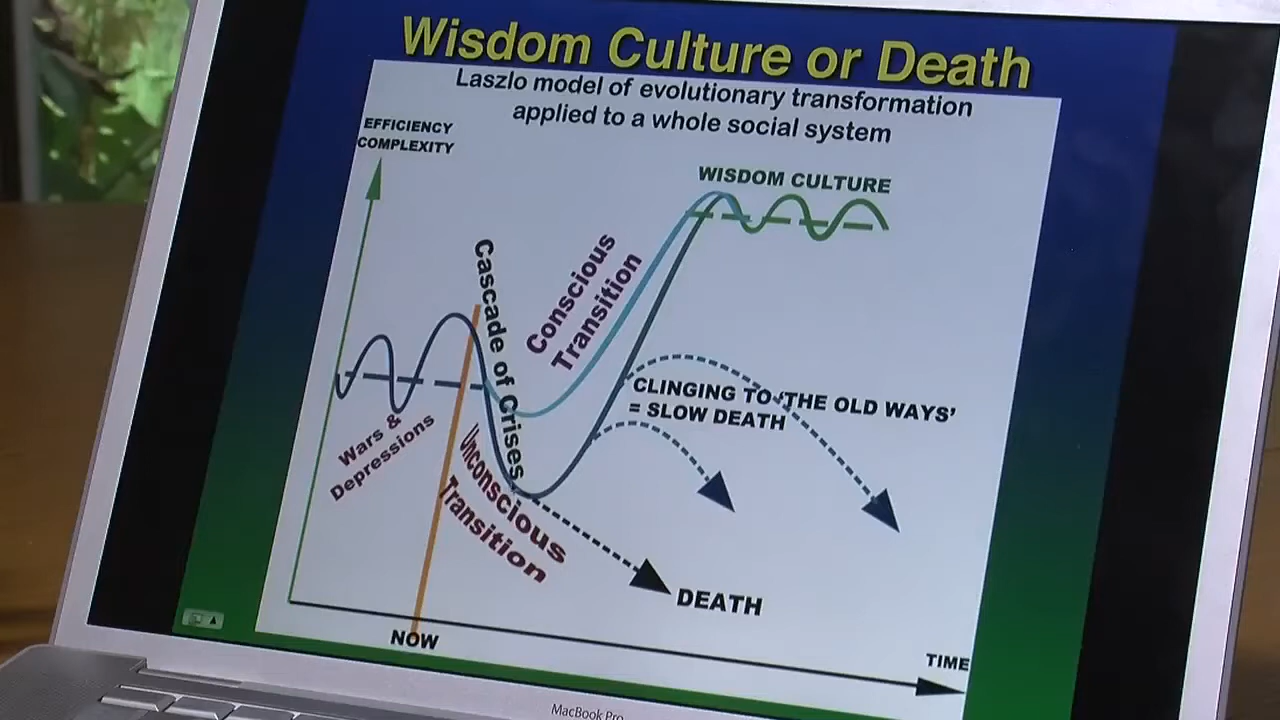 Wisdom Culture or Death
Laszlo model of evolutionary transformation
applied to a whole social system
EFFICIENCY
COMPLEXITY
WISDOM CULTURE
Cascade of Crises
Conscious
Transition
CLINGING TO 'THE OLD WAYS'
= SLOW DEATH
Wars &
Depressions
Unconscious
Transition
DEATH
NOW
TIME
MacBook Pro